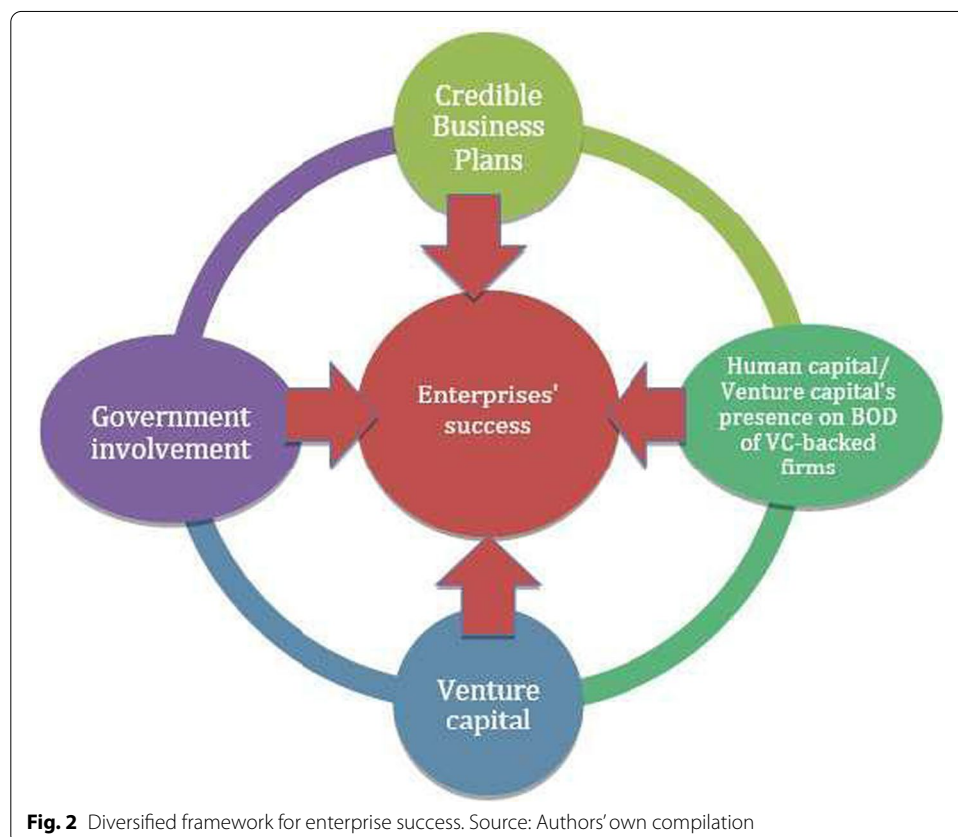 Credible
Business
Plans
Government
involvement
Enterprises'
success
Human capital/
Venture capital's
presence on BOD
of VC-backed
firms
Venture
capital
Fig. 2 Diversified framework for enterprise success. Source: Authors' own compilation